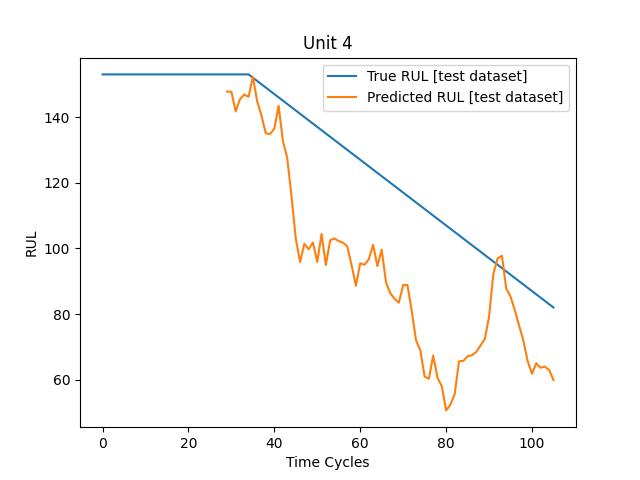 Unit 4
True RUL [test dataset]
Predicted RUL [test dataset]
RUL
140
120
100
80
60
0 20 40 60 80 100
Time Cycles